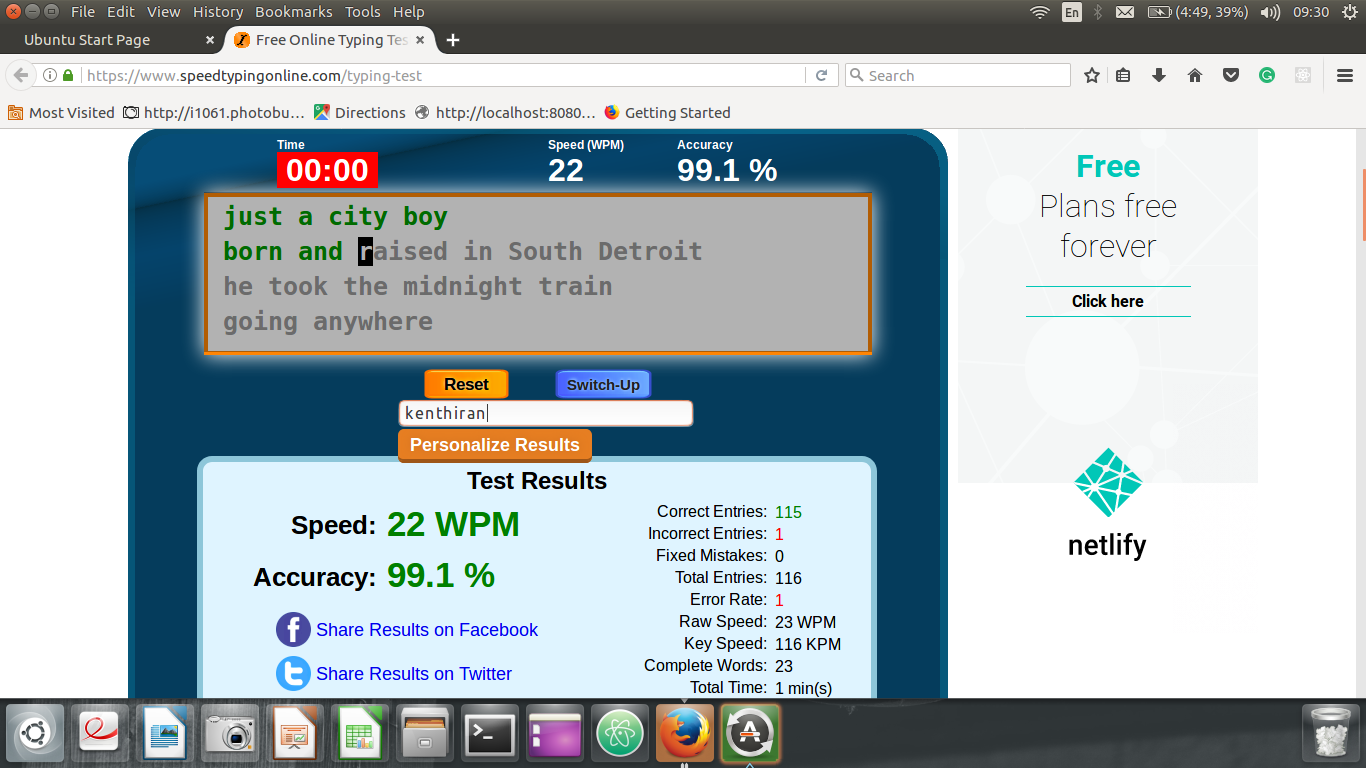 File Edit View History Bookmarks Tools Help
En
(4:49, 39%)
09:30
Ubuntu Start Page
Free Online Typing Tes
https://www.speedtypingonline.com/typing-test
Search
Most Visited
http://i1061.photobu…
Directions
http://localhost:8080…
Getting Started
Time
Speed (WPM)
Accuracy
00:00
22
99.1 %
just a city boy
born and raised in South Detroit
he took the midnight train
going anywhere
Reset
Switch-Up
kenthiran
Personalize Results
Test Results
Speed: 22 WPM
Accuracy: 99.1 %
Share Results on Facebook
Share Results on Twitter
Correct Entries: 115
Incorrect Entries: 1
Fixed Mistakes: 0
Total Entries: 116
Error Rate: 1
Raw Speed: 23 WPM
Key Speed: 116 KPM
Complete Words: 23
Total Time: 1 min(s)
Free
Plans free
forever
Click here
netlify